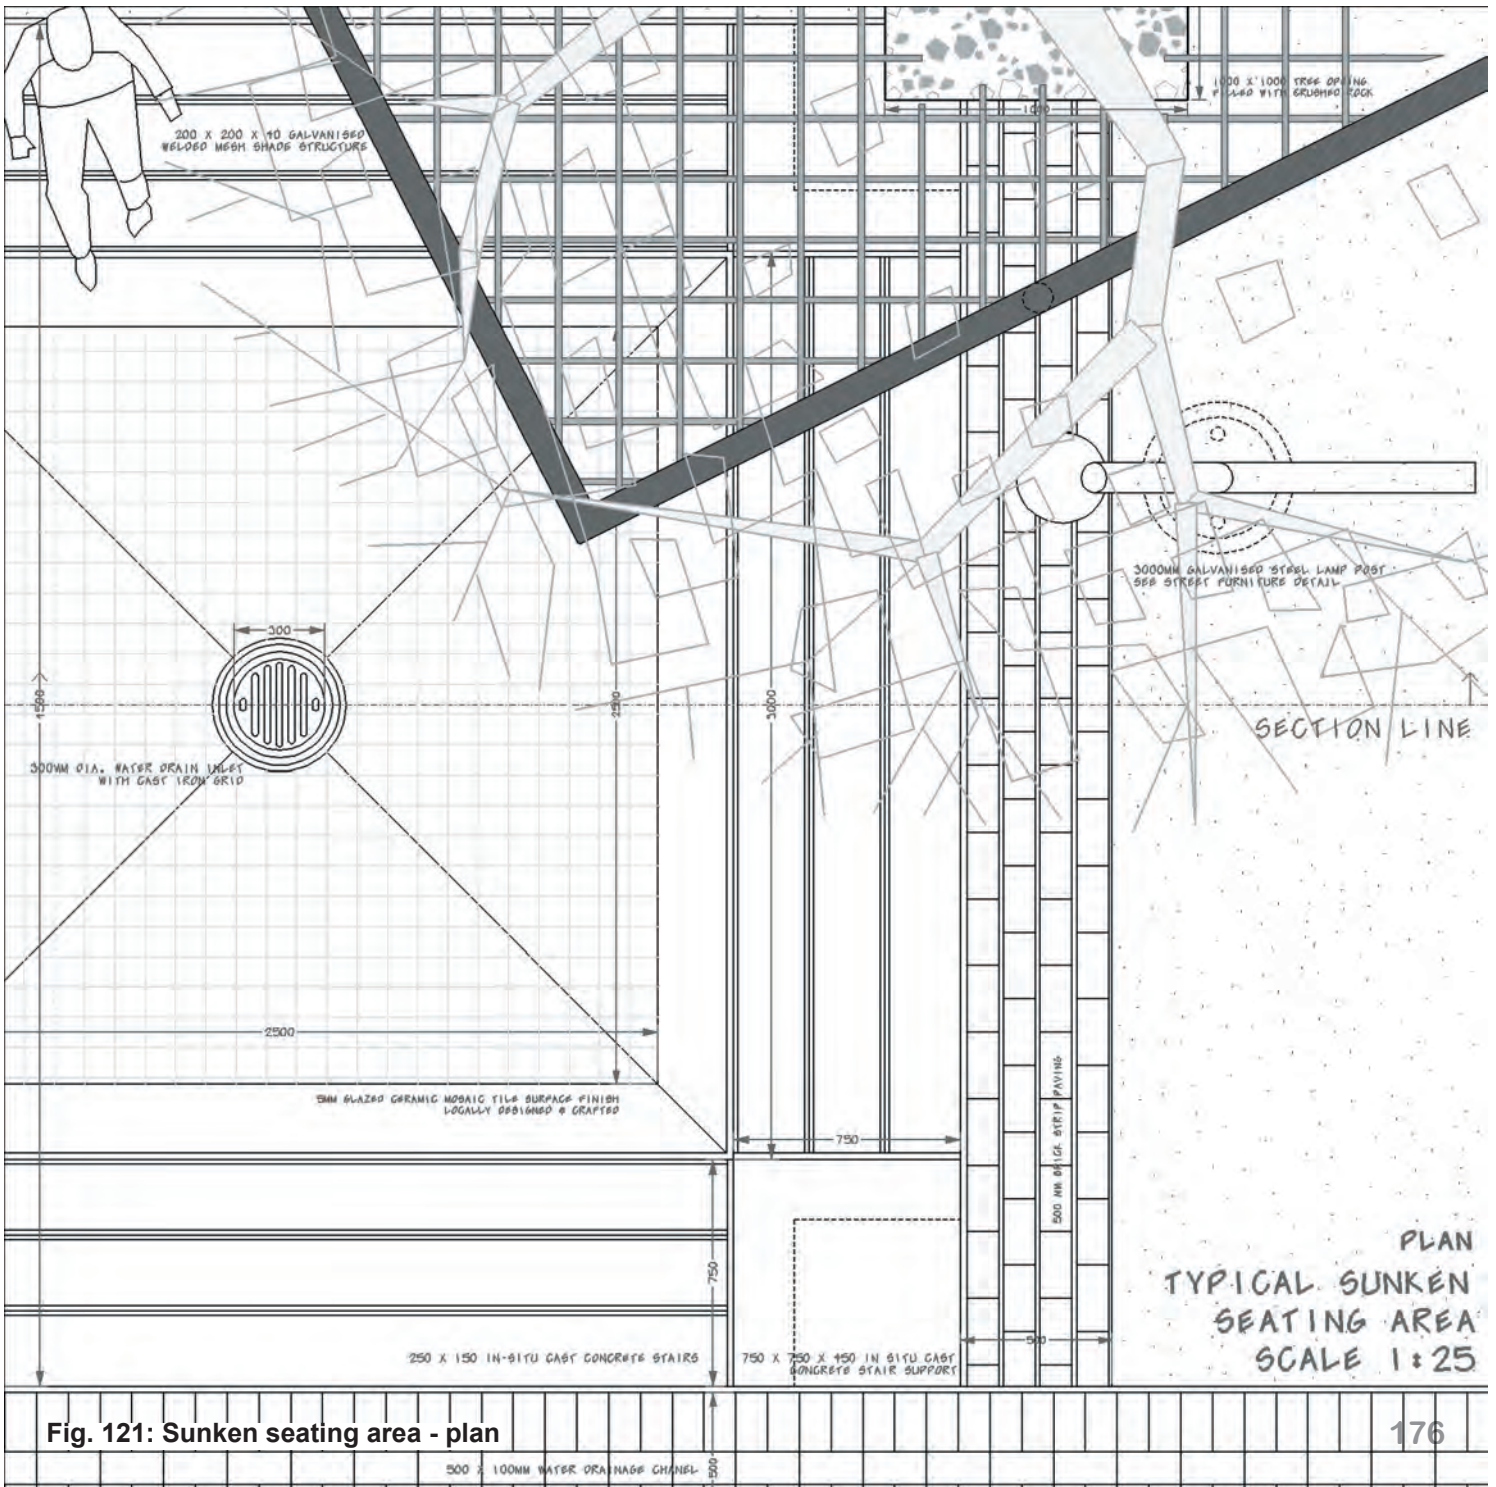 1000 X 1000 TREE OPNING
FILLED WITH CRUSHED ROCK
1000
200 X 200 X 40 GALVANISED
WELDED MESH SHADE STRUCTURE
3000MM GALVANISED STEEL LAMP POST
SEE STREET FURNITURE DETAIL
300
2500
3000
SECTION LINE
300MM DIA. WATER DRAIN INLET
WITH CAST IRON GRID
2500
5MM GLAZED CERAMIC MOSAIC TILE SURFACE FINISH
LOCALLY DESIGNED & CRAFTED
750
500 MM BRICK STRIP PAVING
PLAN
TYPICAL SUNKEN
SEATING AREA
SCALE 1:25
750
500
250 X 150 IN-SITU CAST CONCRETE STAIRS
750 X 750 X 450 IN SITU CAST
CONCRETE STAIR SUPPORT
Fig. 121: Sunken seating area - plan
176
500 X 100MM WATER DRAINAGE CHANEL
500